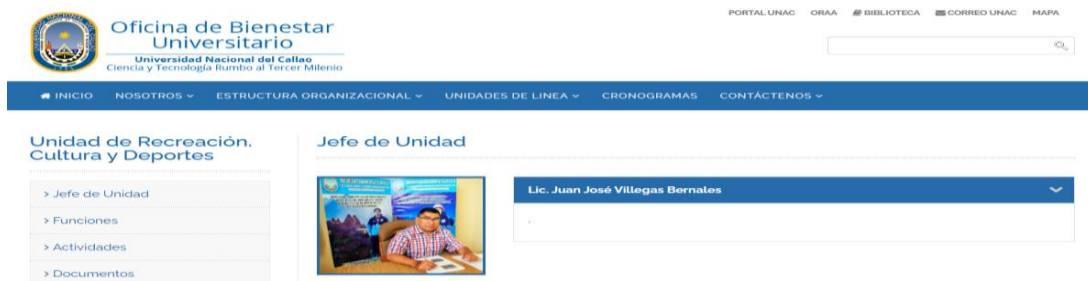 PORTAL UNAC ORAA BIBLIOTECA CORREO UNAC MAPA
Oficina de Bienestar
Universitario
Universidad Nacional del Callao
Ciencia y Tecnología Rumbo al Tercer Milenio
INICIO NOSOTROS ESTRUCTURA ORGANIZACIONAL UNIDADES DE LINEA CRONOGRAMAS CONTÁCTENOS
Unidad de Recreación.
Cultura y Deportes
> Jefe de Unidad
> Funciones
> Actividades
> Documentos
Jefe de Unidad
Lic. Juan José Villegas Bernales
.